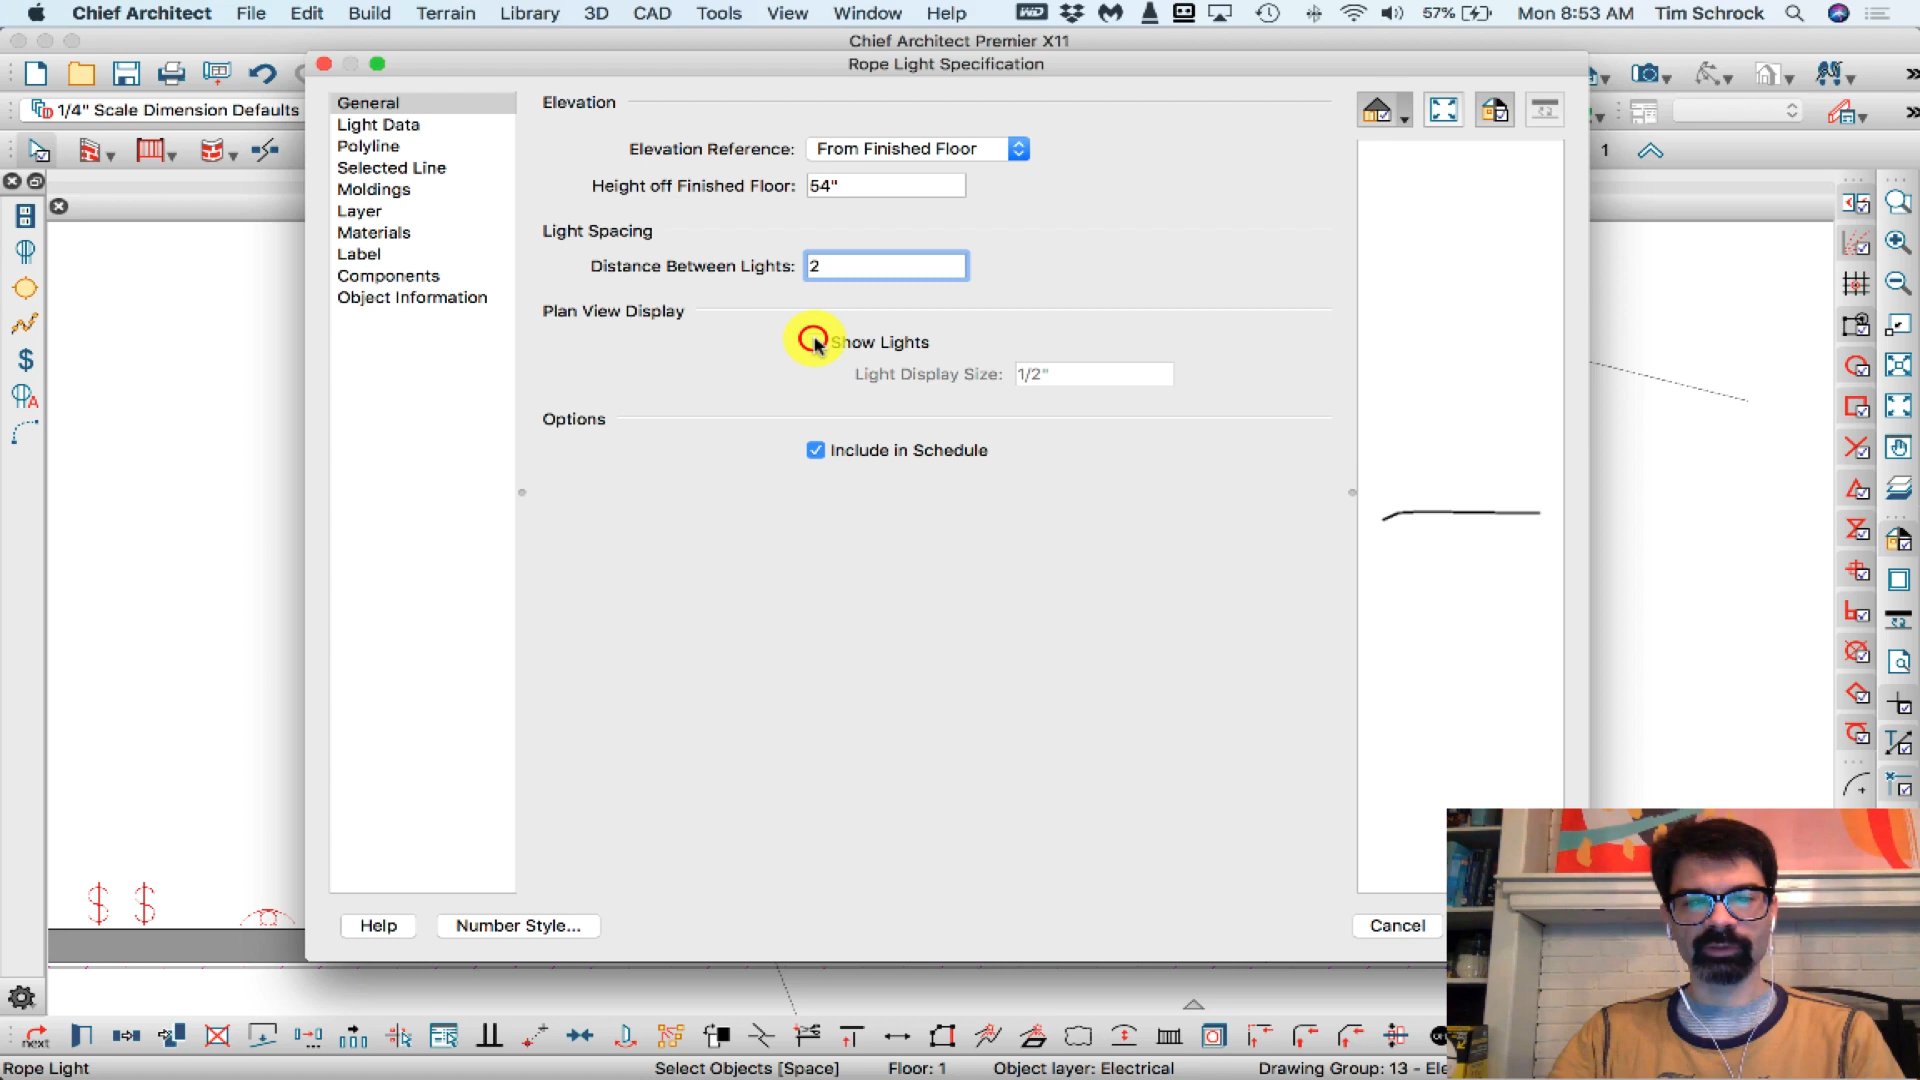 Chief Architect File Edit Build Terrain Library 3D CAD Tools View Window Help 57% Mon 8:53 AM Tim Schrock
Chief Architect Premier X11
Rope Light Specification
1/4" Scale Dimension Defaults
1
General
Light Data
Polyline
Selected Line
Moldings
Layer
Materials
Label
Components
Object Information
Elevation
Elevation Reference: From Finished Floor
Height off Finished Floor: 54"
Light Spacing
Distance Between Lights: 2
Plan View Display
Show Lights
Light Display Size: 1/2"
Options
Include in Schedule
Help Number Style... Cancel
next
Rope Light Select Objects [Space] Floor: 1 Object layer: Electrical Drawing Group: 13 - Ele